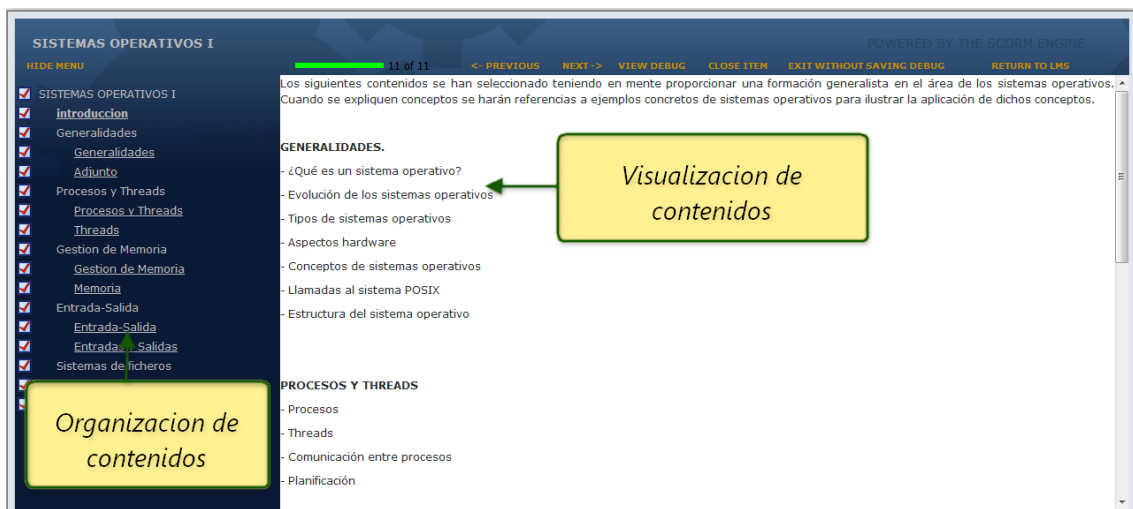 SISTEMAS OPERATIVOS I
POWERED BY THE SCORM ENGINE
HIDE MENU
11 of 11
<- PREVIOUS
NEXT ->
VIEW DEBUG
CLOSE ITEM
EXIT WITHOUT SAVING DEBUG
RETURN TO LMS
SISTEMAS OPERATIVOS I
introduccion
Generalidades
Generalidades
Adjunto
Procesos y Threads
Procesos y Threads
Threads
Gestion de Memoria
Gestion de Memoria
Memoria
Entrada-Salida
Entrada-Salida
Entradas Salidas
Sistemas de ficheros
Organizacion de
contenidos
Los siguientes contenidos se han seleccionado teniendo en mente proporcionar una formación generalista en el área de los sistemas operativos.
Cuando se expliquen conceptos se harán referencias a ejemplos concretos de sistemas operativos para ilustrar la aplicación de dichos conceptos.
GENERALIDADES.
- ¿Qué es un sistema operativo?
- Evolución de los sistemas operativos
- Tipos de sistemas operativos
- Aspectos hardware
- Conceptos de sistemas operativos
- Llamadas al sistema POSIX
- Estructura del sistema operativo
Visualizacion de
contenidos
PROCESOS Y THREADS
- Procesos
- Threads
- Comunicación entre procesos
- Planificación